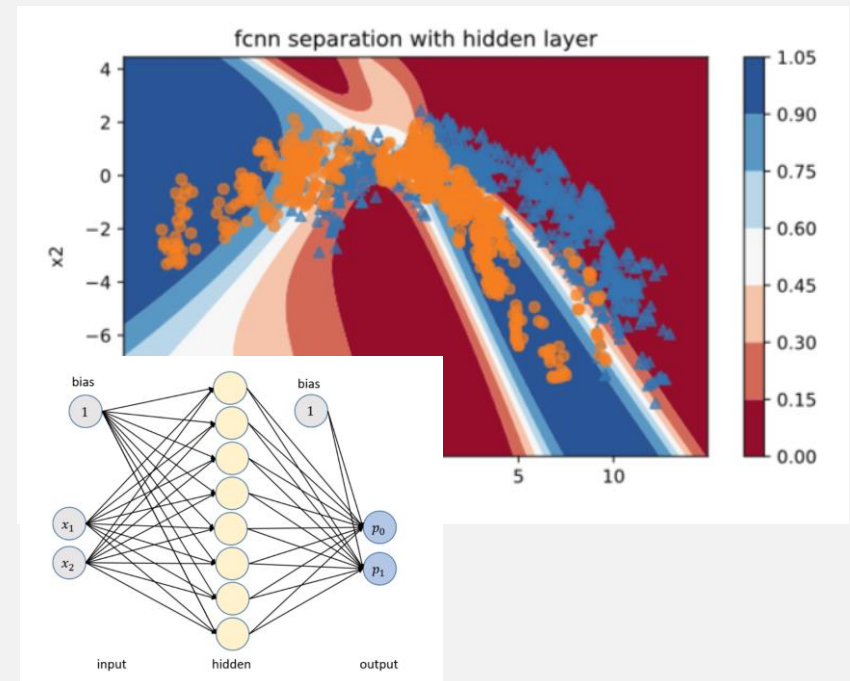 fcnn separation with hidden layer
4
2
0
−2
−4
−6
x2
5 10
1.05
0.90
0.75
0.60
0.45
0.30
0.15
0.00
bias
1
bias
1
x₁
x₂
p₀
p₁
input hidden output